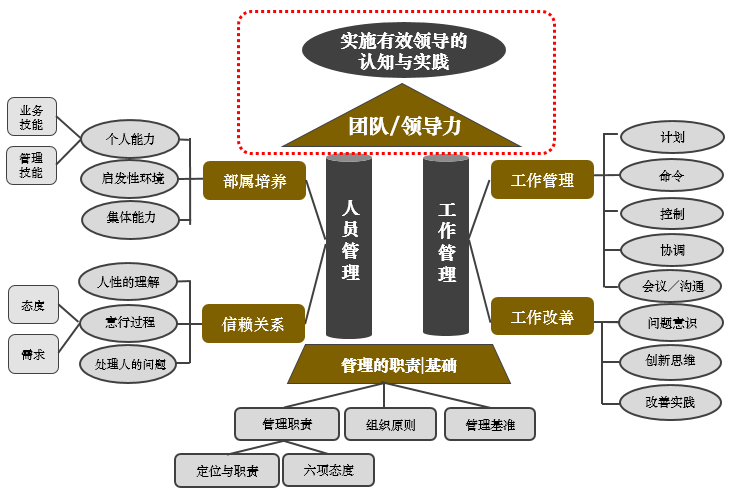 实施有效领导的
认知与实践
团队/领导力
业务
技能
管理
技能
个人能力
启发性环境
集体能力
部属培养
人性的理解
意行过程
处理人的问题
态度
需求
信赖关系
人
员
管
理
工
作
管
理
工作管理
计划
命令
控制
协调
会议／沟通
工作改善
问题意识
创新思维
改善实践
管理的职责|基础
管理职责
组织原则
管理基准
定位与职责
六项态度